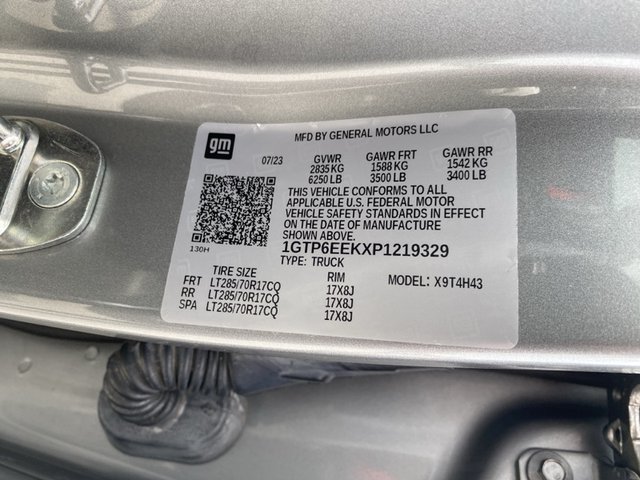 gm
MFD BY GENERAL MOTORS LLC
07/23 GVWR GAWR FRT GAWR RR
2835 KG 1588 KG 1542 KG
6250 LB 3500 LB 3400 LB
THIS VEHICLE CONFORMS TO ALL
APPLICABLE U.S. FEDERAL MOTOR
VEHICLE SAFETY STANDARDS IN EFFECT
ON THE DATE OF MANUFACTURE
SHOWN ABOVE.
130H
1GTP6EEKXP1219329
TYPE: TRUCK
TIRE SIZE RIM MODEL: X9T4H43
FRT LT285/70R17CQ 17X8J
RR LT285/70R17CQ 17X8J
SPA LT285/70R17CQ 17X8J